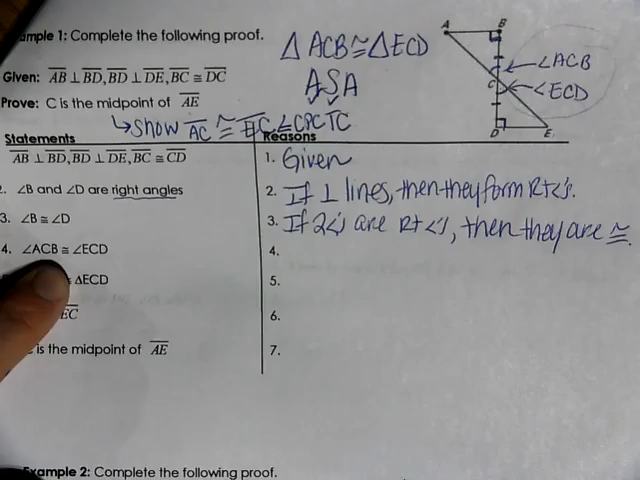 ample 1: Complete the following proof.
Given: AB ⊥ BD, BD ⊥ DE, BC ≅ DC
Prove: C is the midpoint of AE
△ ACB ≅ △ ECD
ASA
↳ show AC ≅ EC CPCTC
A
B
C
D
E
∠ACB
∠ECD
Statements Reasons
AB ⊥ BD, BD ⊥ DE, BC ≅ CD 1. Given
2. ∠B and ∠D are right angles 2. If ⊥ lines, then they form Rt ∠'s.
3. ∠B ≅ ∠D 3. If 2∠'s are Rt ∠'s, then they are ≅.
4. ∠ACB ≅ ∠ECD 4.
≅ ΔECD 5.
EC 6.
is the midpoint of AE 7.
Example 2: Complete the following proof.